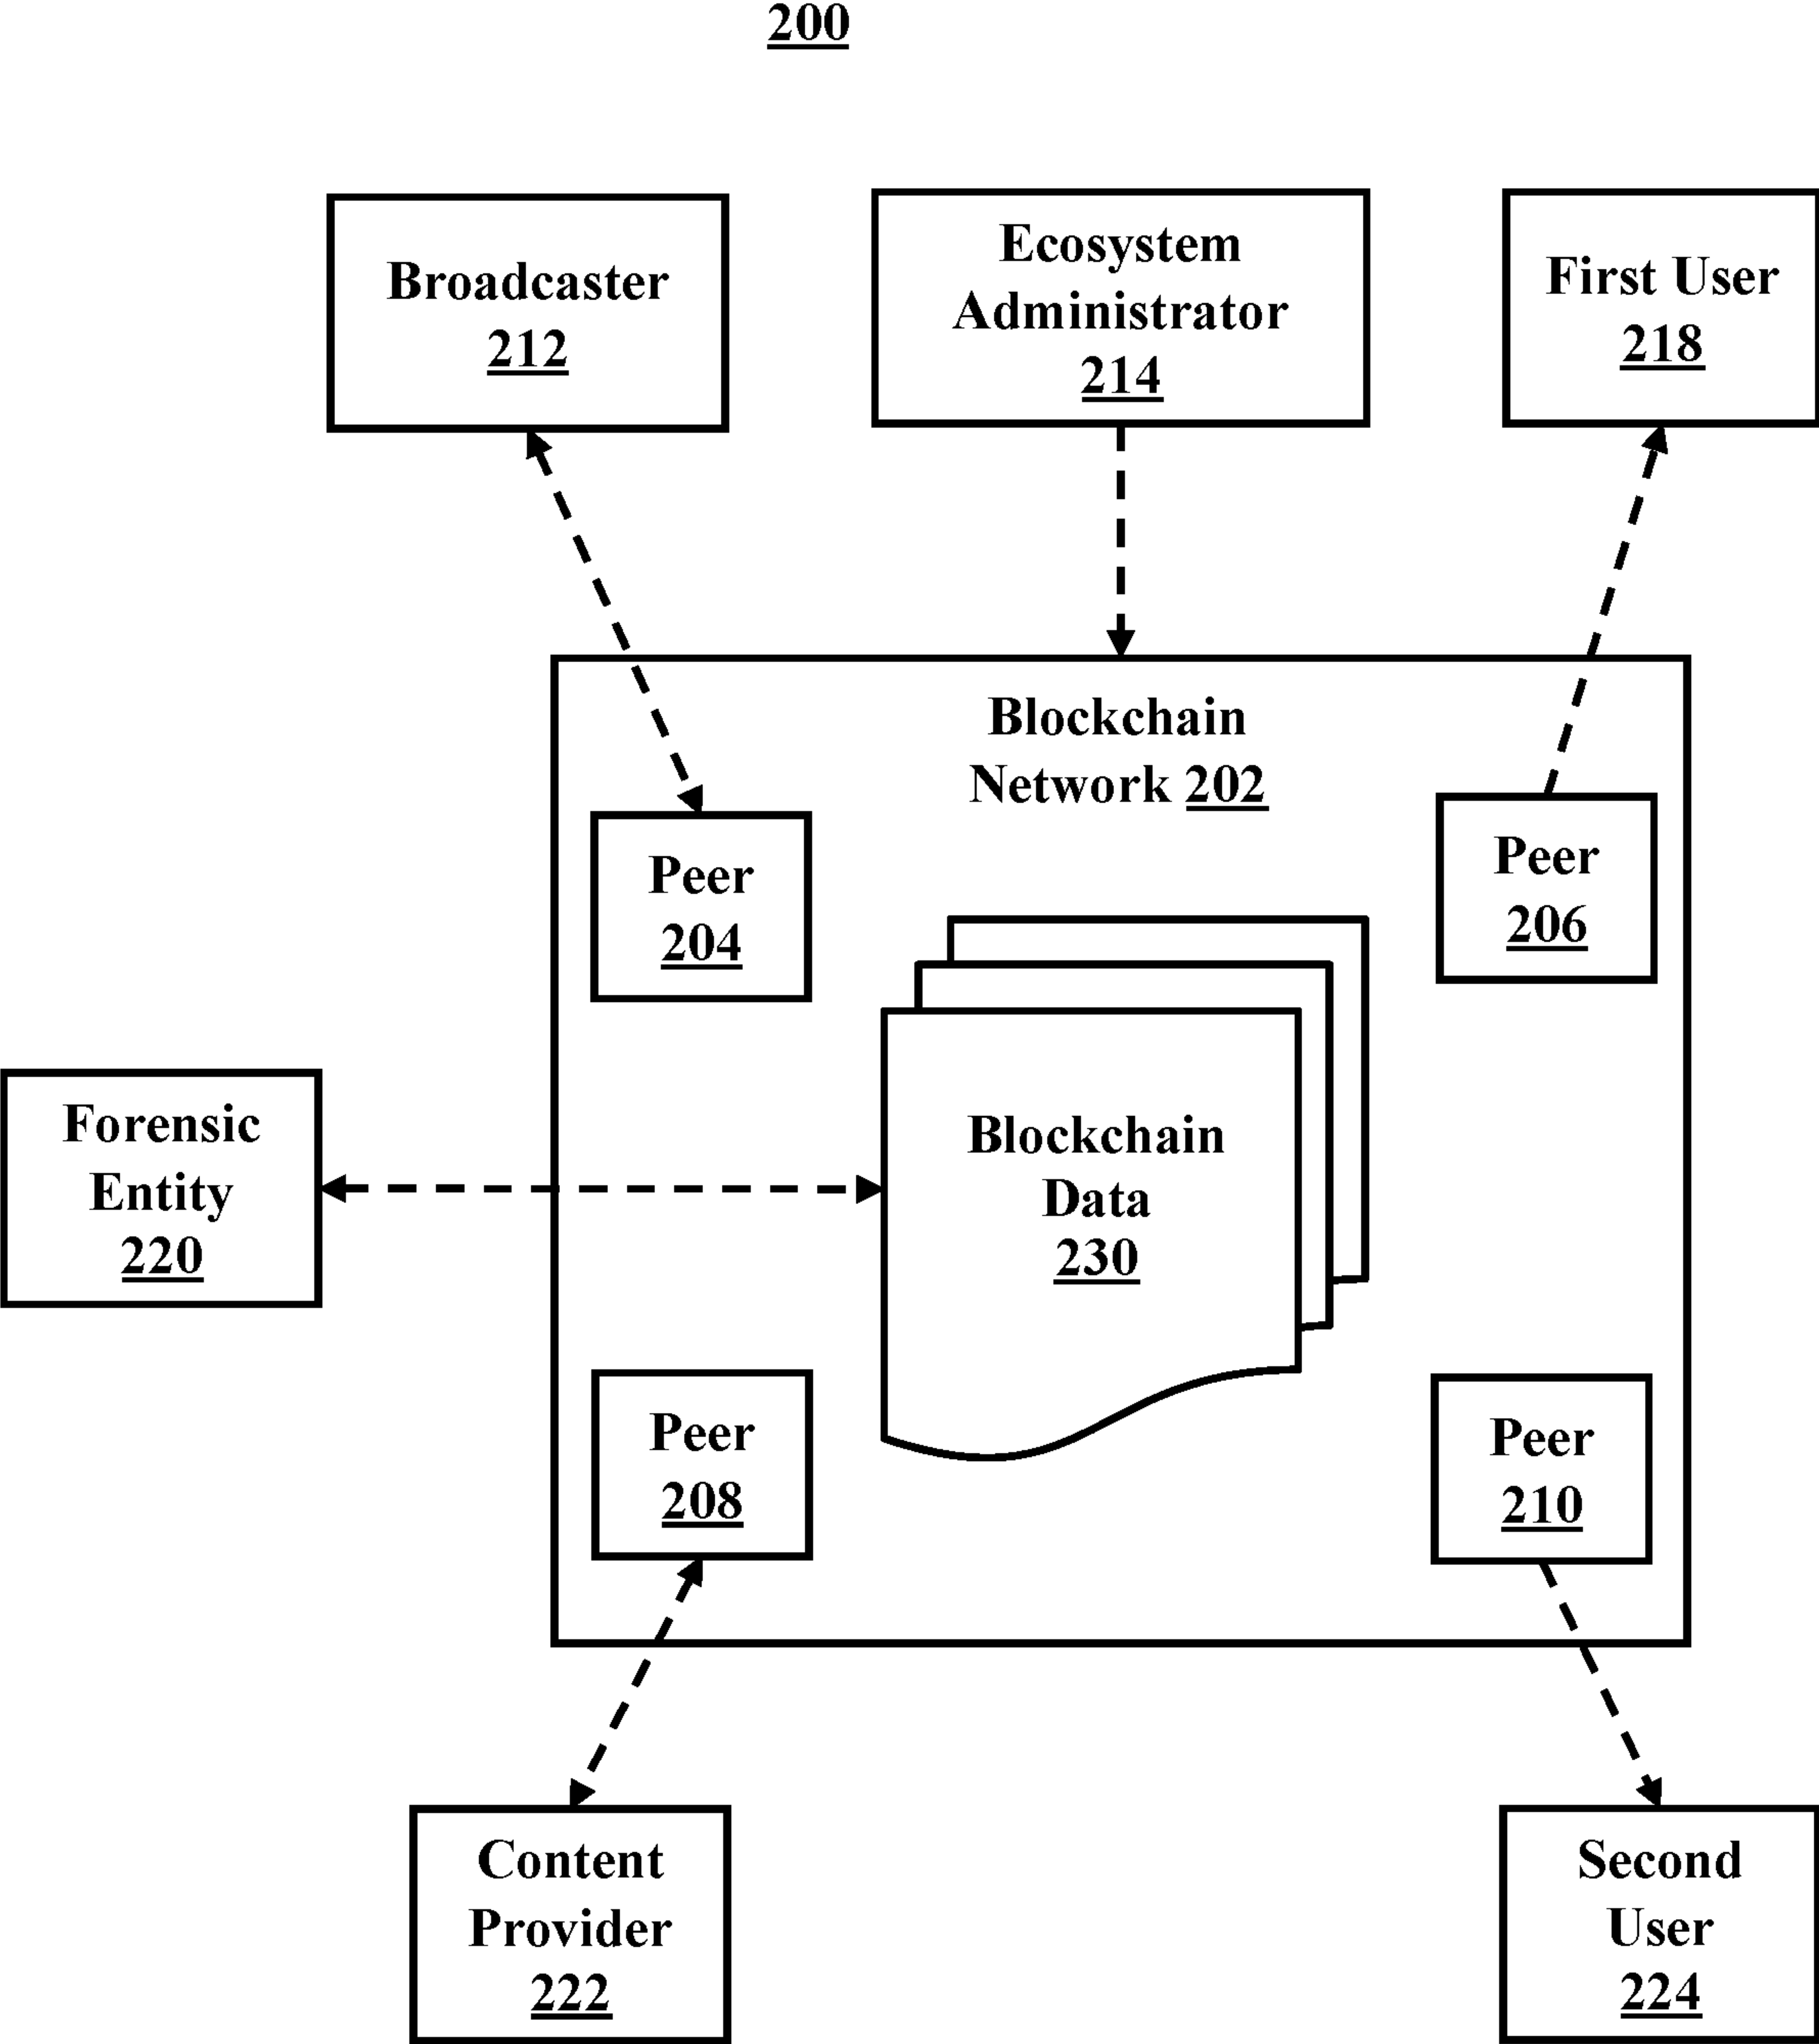 200
Broadcaster
212
Ecosystem
Administrator
214
First User
218
Blockchain
Network 202
Peer
204
Peer
206
Forensic
Entity
220
Blockchain
Data
230
Peer
208
Peer
210
Content
Provider
222
Second
User
224